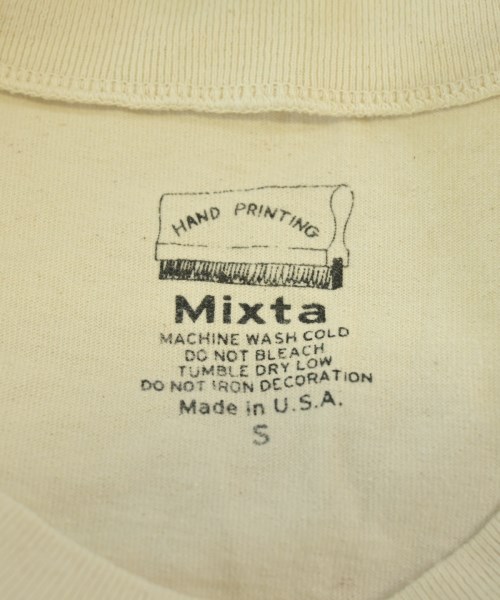 HAND PRINTING
Mixta
MACHINE WASH COLD
DO NOT BLEACH
TUMBLE DRY LOW
DO NOT IRON DECORATION
Made in U.S.A.
S